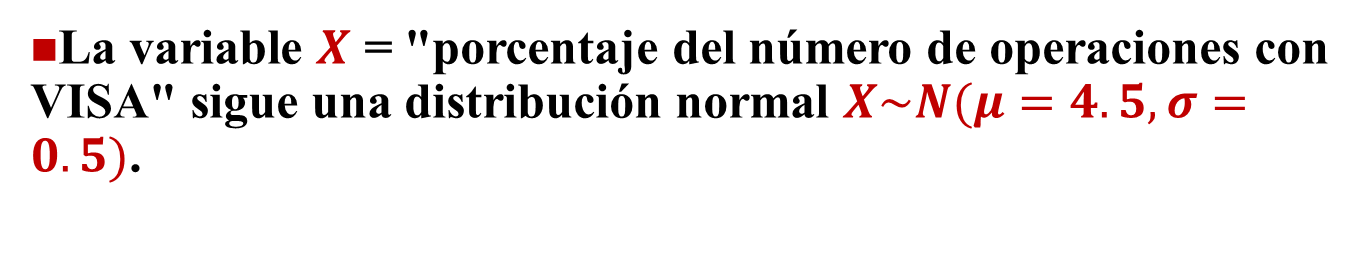 ■La variable X = "porcentaje del número de operaciones con
VISA" sigue una distribución normal X~N(μ = 4.5, σ =
0.5).